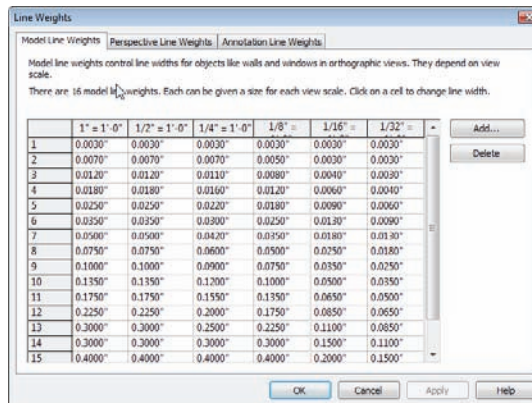 Line Weights
Model Line Weights Perspective Line Weights Annotation Line Weights
Model line weights control line widths for objects like walls and windows in orthographic views. They depend on view
scale.
There are 16 model line weights. Each can be given a size for each view scale. Click on a cell to change line width.
1" = 1'-0" 1/2" = 1'-0" 1/4" = 1'-0" 1/8" = 1/16" = 1/32" = Add...
1 0.0030" 0.0030" 0.0030" 0.0030" 0.0030" 0.0030"
2 0.0070" 0.0070" 0.0070" 0.0050" 0.0030" 0.0030" Delete
3 0.0120" 0.0120" 0.0110" 0.0080" 0.0040" 0.0030"
4 0.0180" 0.0180" 0.0160" 0.0120" 0.0060" 0.0040"
5 0.0250" 0.0250" 0.0220" 0.0180" 0.0090" 0.0060"
6 0.0350" 0.0350" 0.0300" 0.0250" 0.0130" 0.0090"
7 0.0500" 0.0500" 0.0420" 0.0350" 0.0180" 0.0130"
8 0.0750" 0.0750" 0.0600" 0.0500" 0.0250" 0.0180"
9 0.1000" 0.1000" 0.0900" 0.0750" 0.0350" 0.0250"
10 0.1350" 0.1350" 0.1200" 0.1000" 0.0500" 0.0350"
11 0.1750" 0.1750" 0.1550" 0.1350" 0.0650" 0.0500"
12 0.2250" 0.2250" 0.2000" 0.1750" 0.0850" 0.0650"
13 0.3000" 0.3000" 0.2500" 0.2250" 0.1100" 0.0850"
14 0.3000" 0.3000" 0.3000" 0.3000" 0.1500" 0.1100"
15 0.4000" 0.4000" 0.4000" 0.4000" 0.2000" 0.1500"
OK Cancel Apply Help